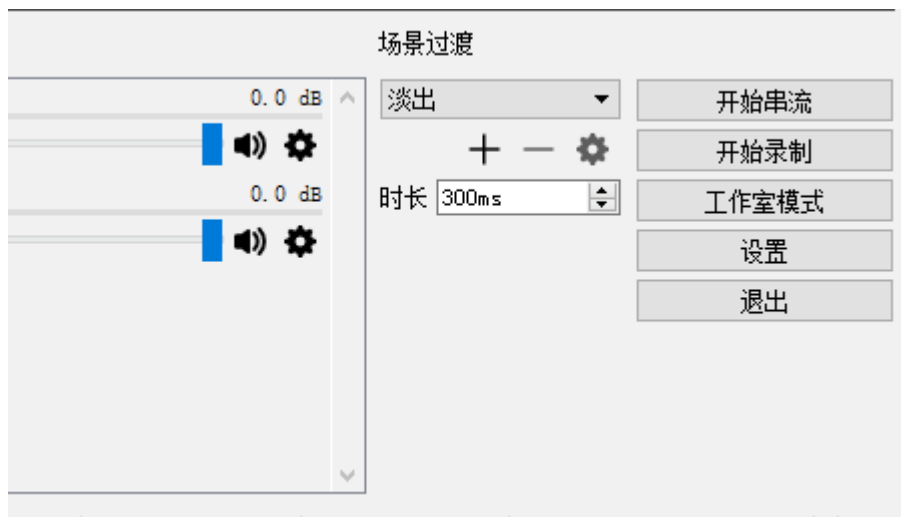 场景过渡
0.0 dB
淡出
开始串流
开始录制
0.0 dB
时长 300ms
工作室模式
设置
退出